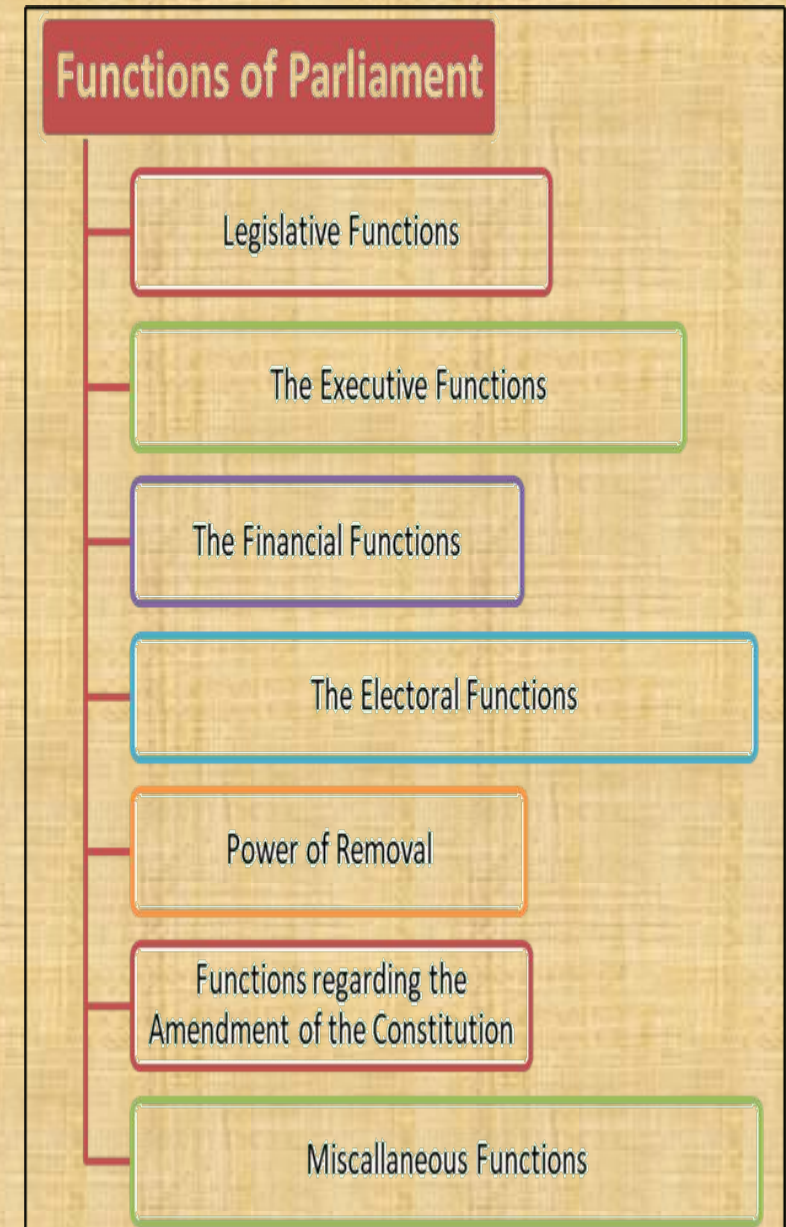 Functions of Parliament
Legislative Functions
The Executive Functions
The Financial Functions
The Electoral Functions
Power of Removal
Functions regarding the
Amendment of the Constitution
Miscallaneous Functions